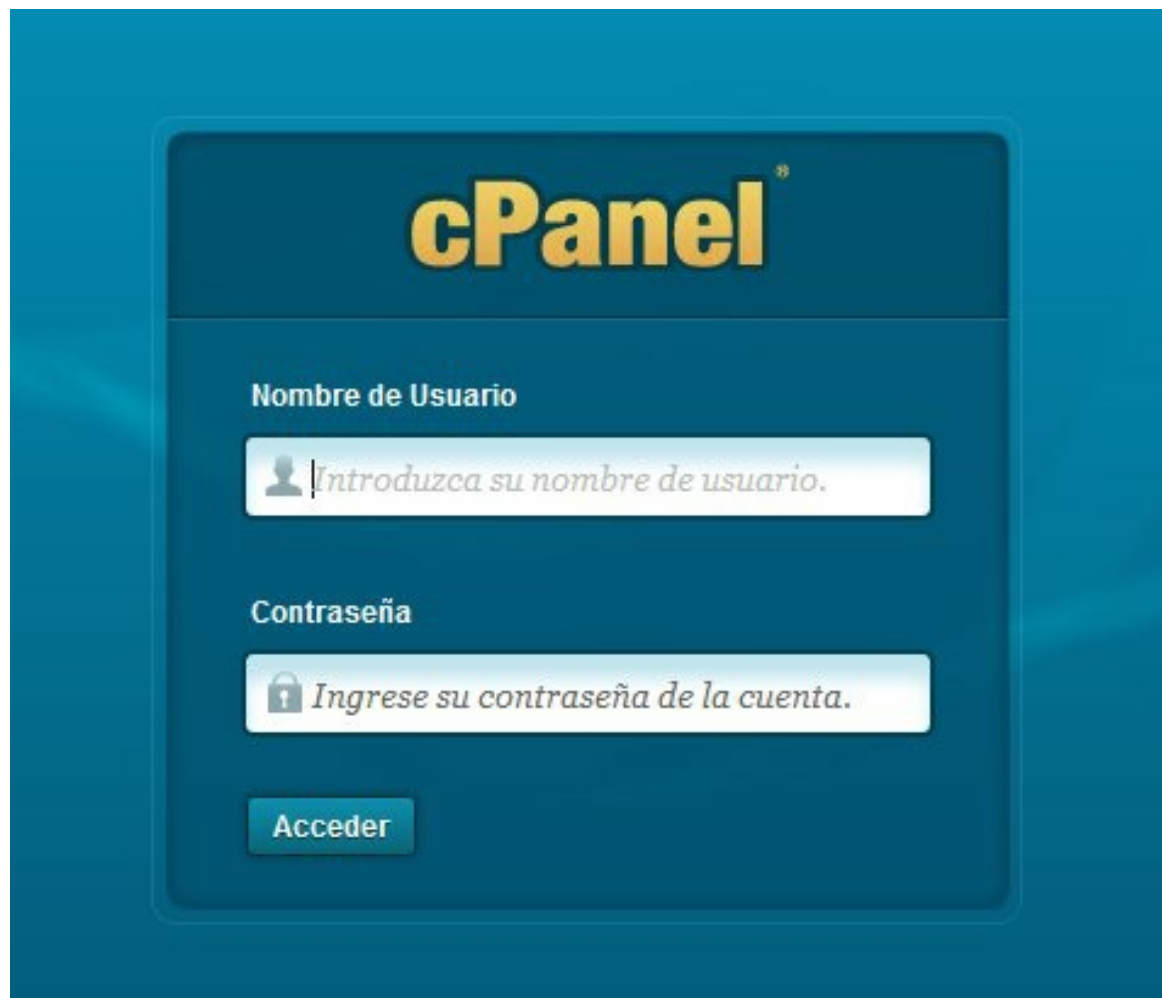 cPanel®
Nombre de Usuario
Introduzca su nombre de usuario.
Contraseña
Ingrese su contraseña de la cuenta.
Acceder